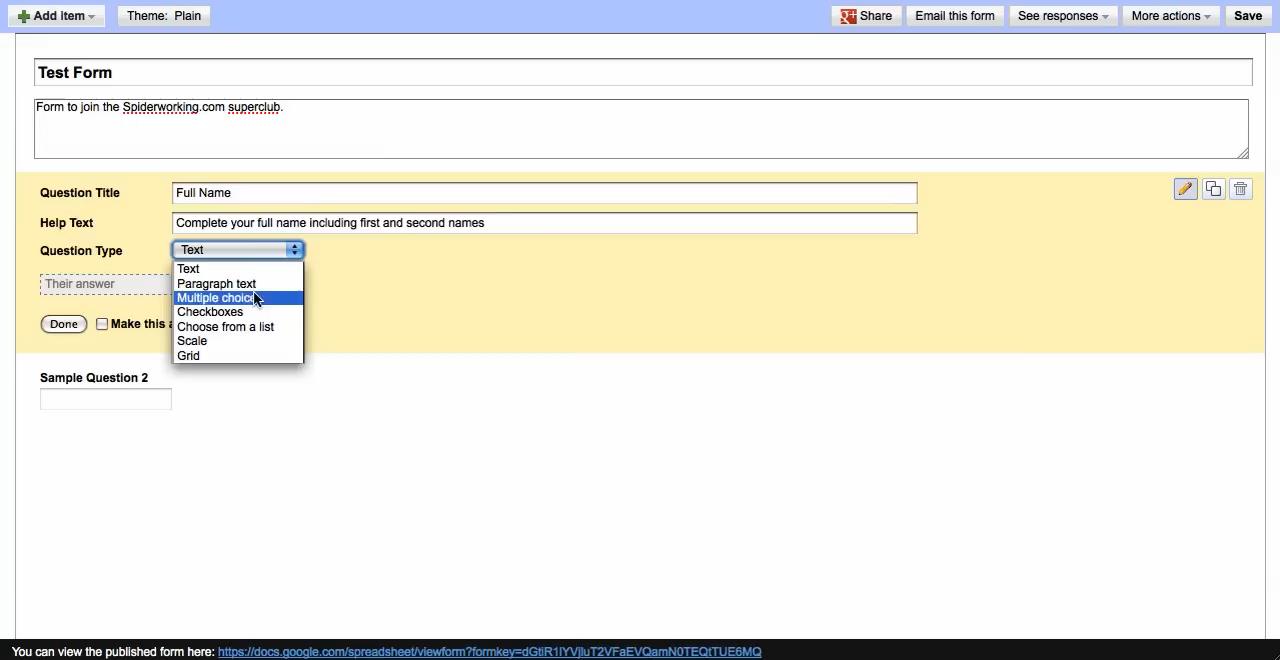 Add item
Theme: Plain
Share
Email this form
See responses
More actions
Save
Test Form
Form to join the Spiderworking.com superclub.
Question Title
Full Name
Help Text
Complete your full name including first and second names
Question Type
Text
Text
Paragraph text
Multiple choice
Checkboxes
Choose from a list
Scale
Grid
Their answer
Done
Make this
Sample Question 2
You can view the published form here: